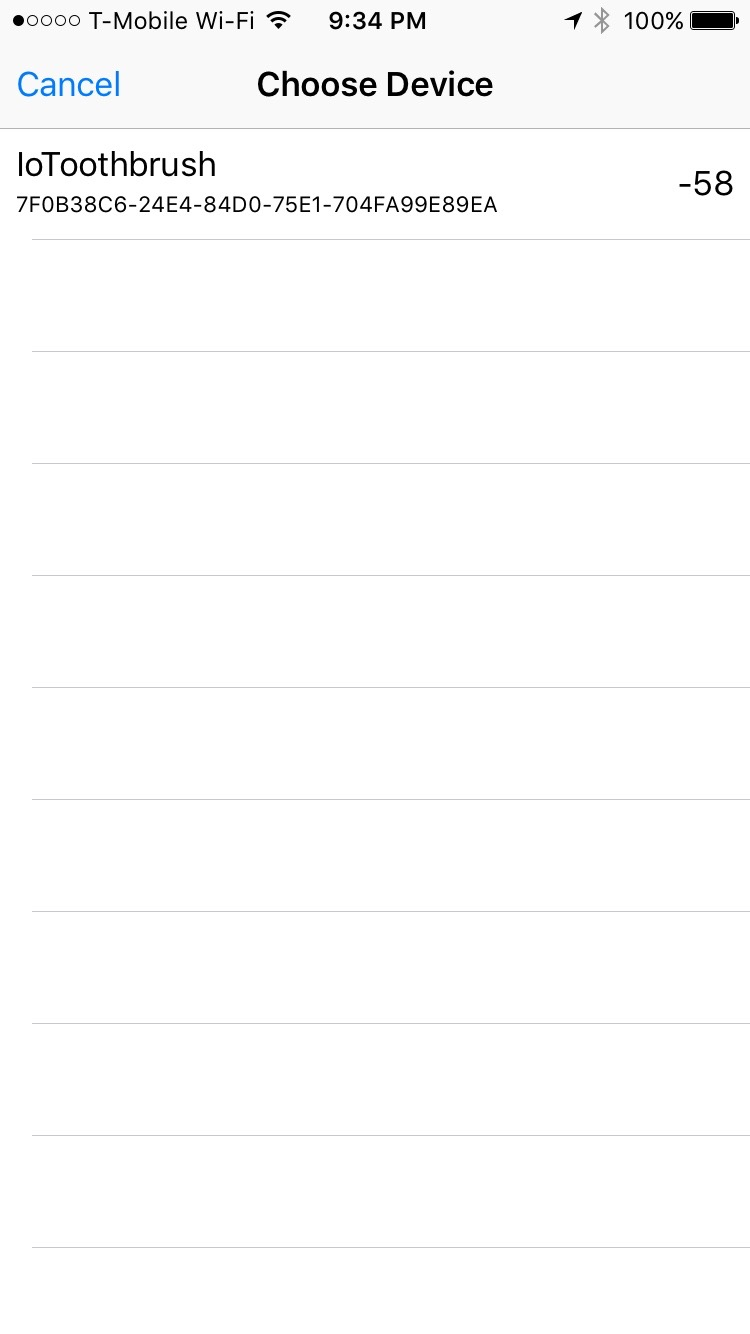 T-Mobile Wi-Fi 9:34 PM 100%
Cancel Choose Device
IoToothbrush
7F0B38C6-24E4-84D0-75E1-704FA99E89EA
-58